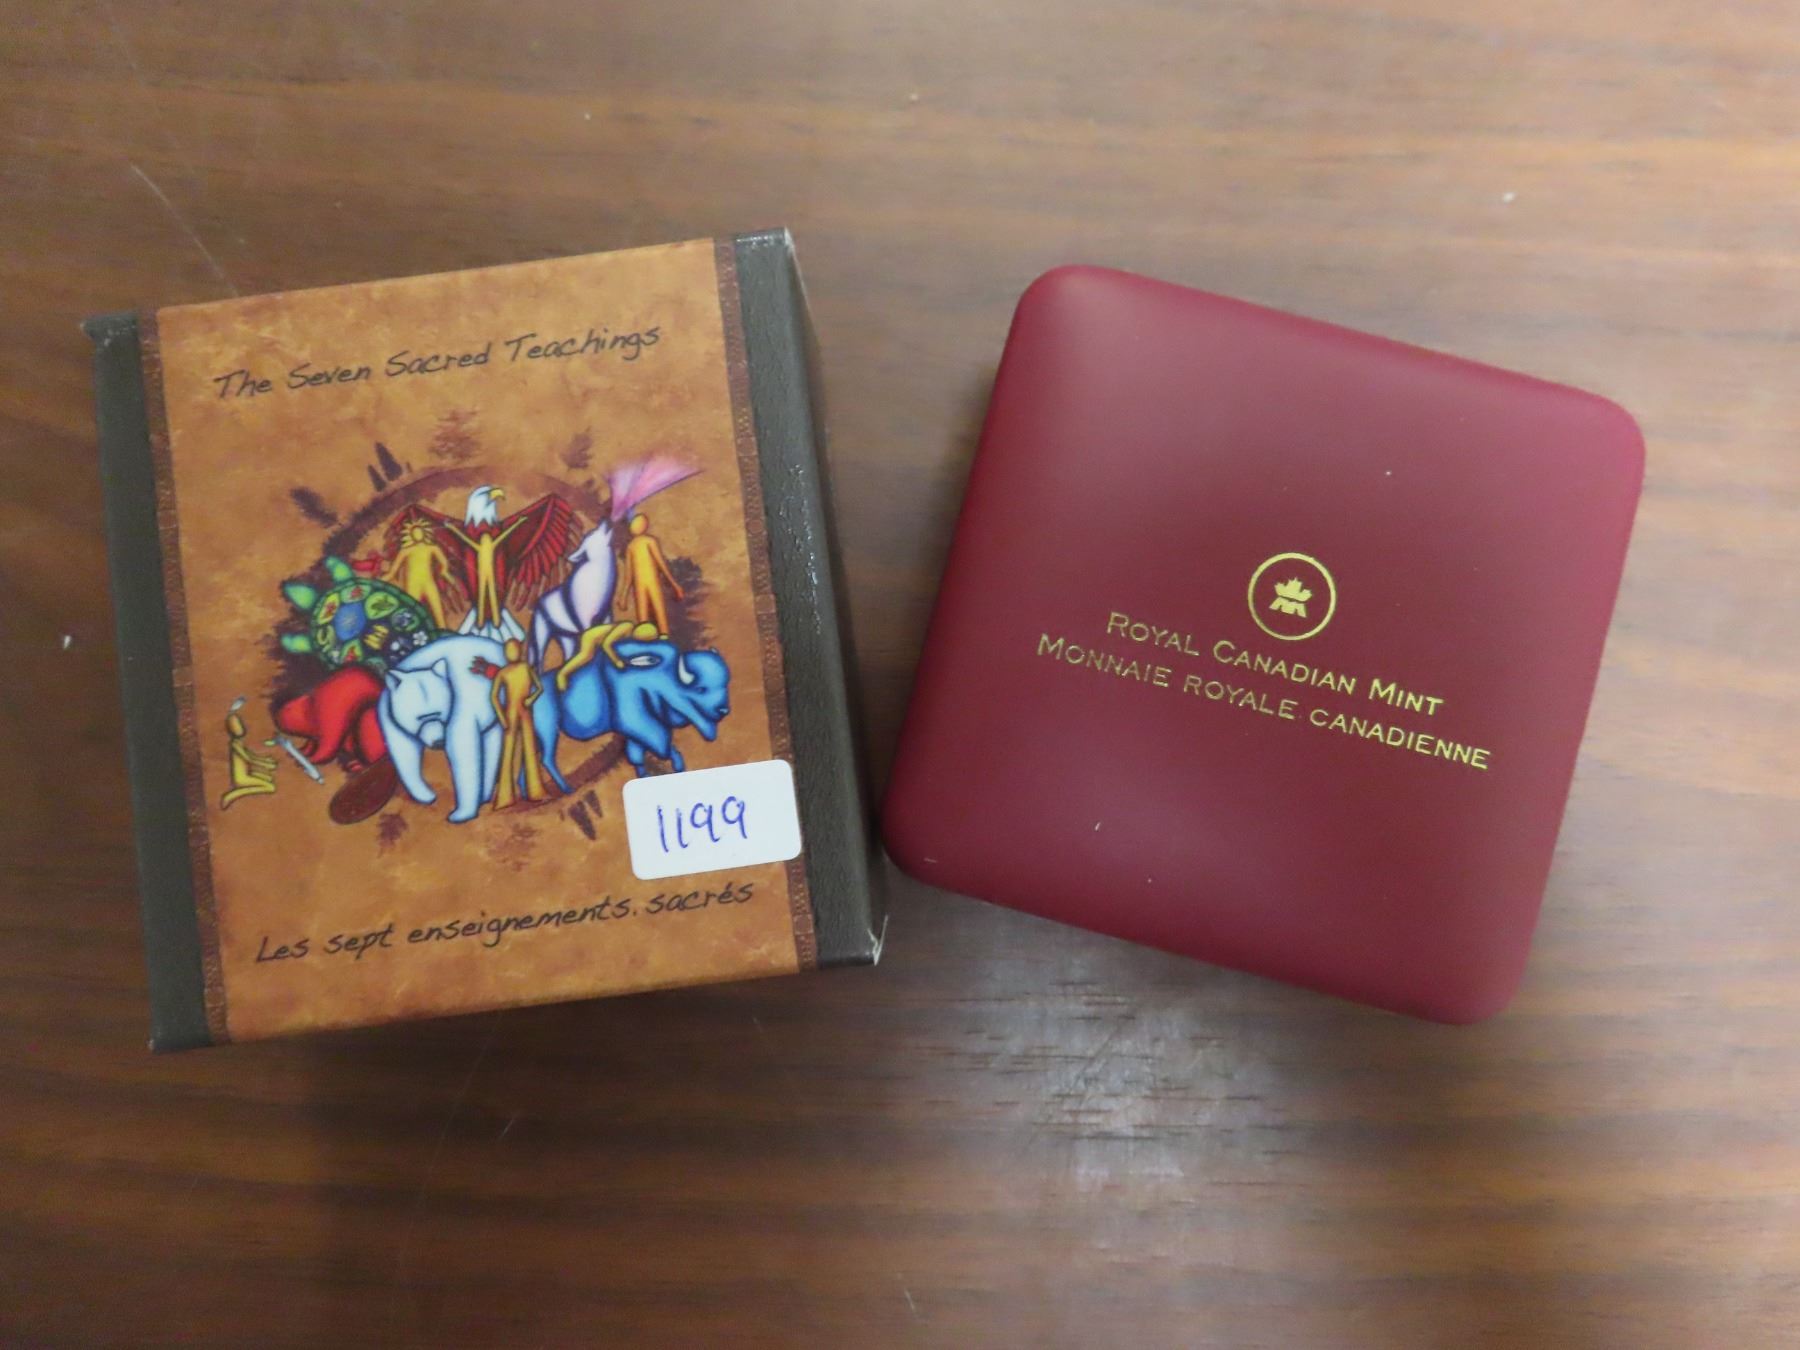 The Seven Sacred Teachings
1199
Les sept enseignements sacrés
ROYAL CANADIAN MINT
MONNAIE ROYALE CANADIENNE